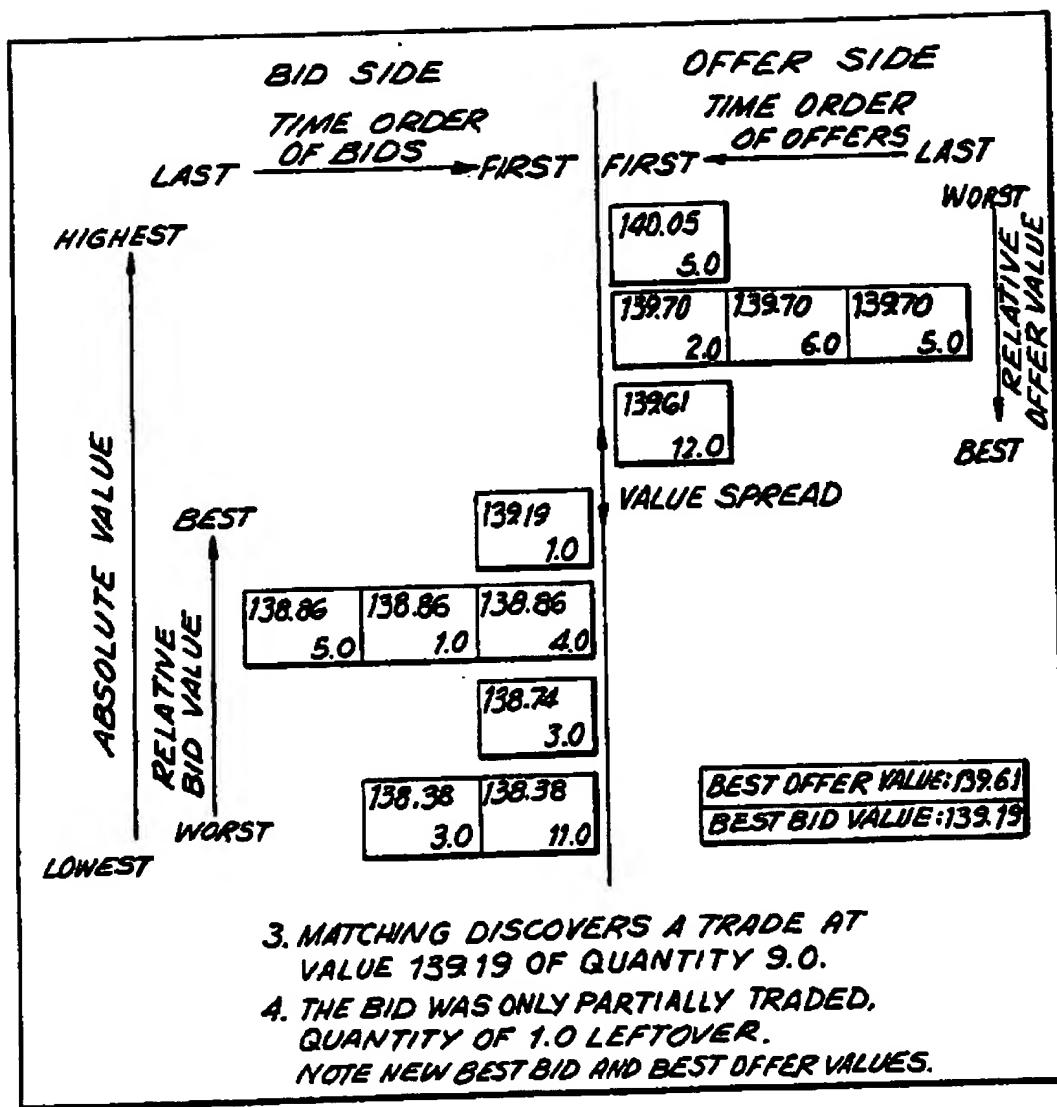 BID SIDE
OFFER SIDE
TIME ORDER
OF BIDS
TIME ORDER
OF OFFERS
LAST
FIRST
FIRST
LAST
HIGHEST
ABSOLUTE VALUE
LOWEST
BEST
RELATIVE
BID VALUE
WORST
WORST
RELATIVE
OFFER VALUE
BEST
140.05
5.0
139.70 139.70 139.70
2.0 6.0 5.0
139.61
12.0
VALUE SPREAD
139.19
1.0
138.86 138.86 138.86
5.0 1.0 4.0
138.74
3.0
138.38 138.38
3.0 11.0
BEST OFFER VALUE:139.61
BEST BID VALUE:139.19
3. MATCHING DISCOVERS A TRADE AT
VALUE 139.19 OF QUANTITY 9.0.
4. THE BID WAS ONLY PARTIALLY TRADED,
QUANTITY OF 1.0 LEFTOVER.
NOTE NEW BEST BID AND BEST OFFER VALUES.